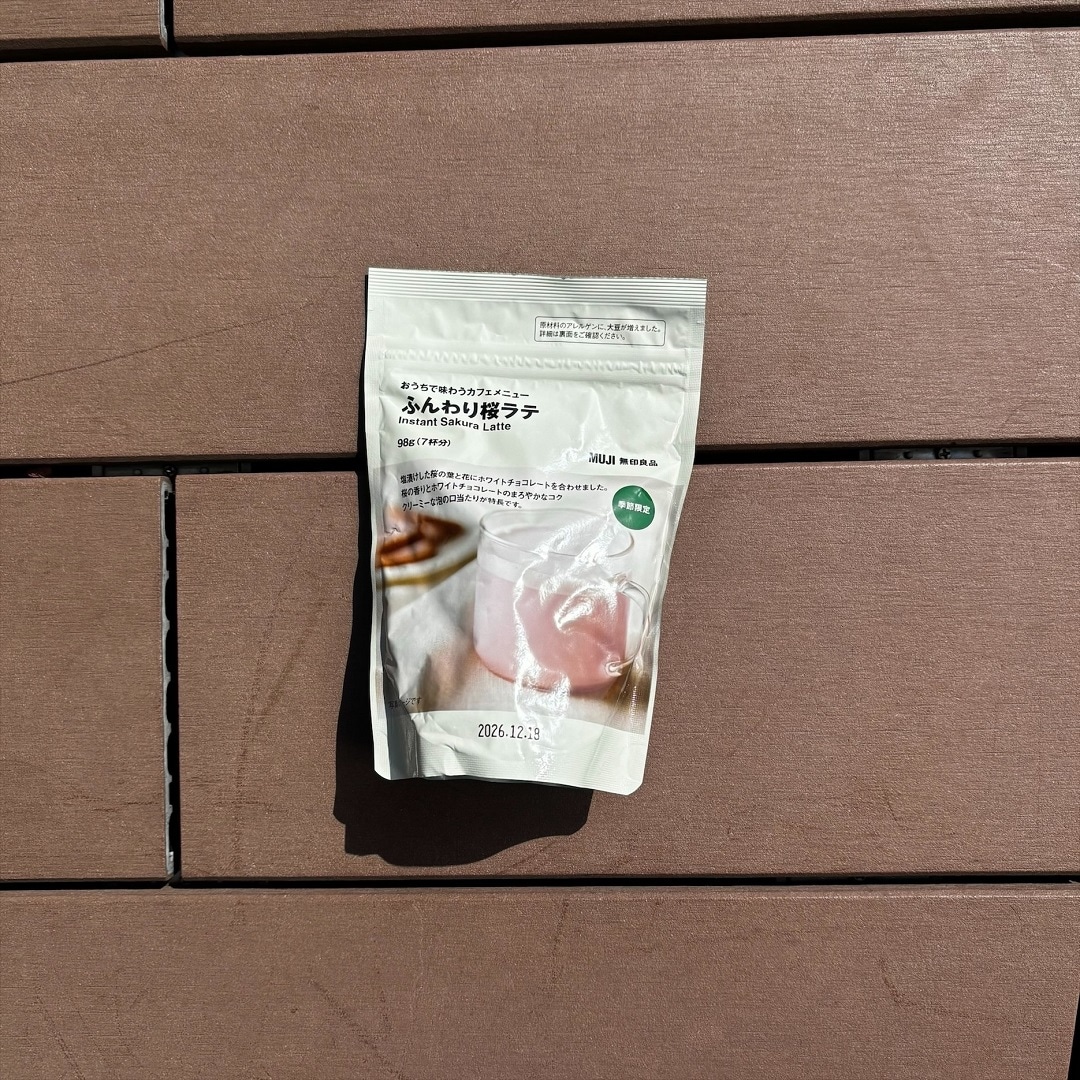 原材料のアレルゲンに、大豆が増えました。
詳細は裏面をご確認ください。
おうちで味わうカフェメニュー
ふんわり桜ラテ
Instant Sakura Latte
98g(7杯分)
MUJI 無印良品
塩漬けした桜の葉と花にホワイトチョコレートを合わせました。
桜の香りとホワイトチョコレートのまろやかなコク
クリーミーな泡の口当たりが特長です。
季節限定
ージです
2026.12.18